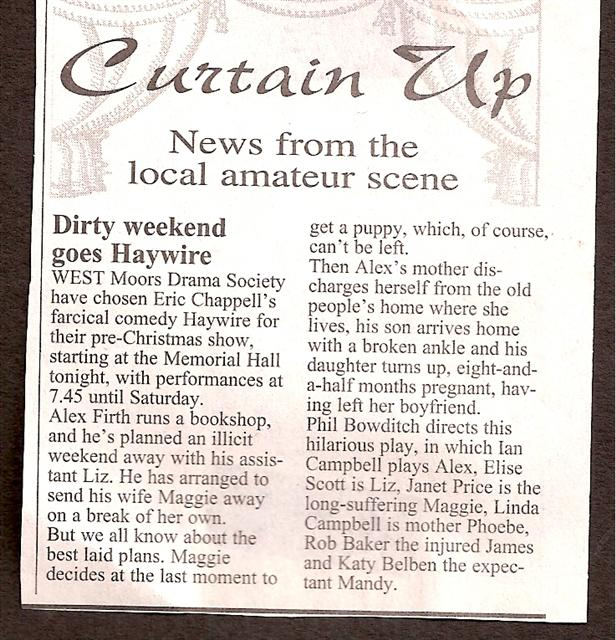 Curtain Up
News from the
local amateur scene
Dirty weekend
goes Haywire
WEST Moors Drama Society
have chosen Eric Chappell's
farcical comedy Haywire for
their pre-Christmas show,
starting at the Memorial Hall
tonight, with performances at
7.45 until Saturday.
Alex Firth runs a bookshop,
and he's planned an illicit
weekend away with his assis-
tant Liz. He has arranged to
send his wife Maggie away
on a break of her own.
But we all know about the
best laid plans. Maggie
decides at the last moment to
get a puppy, which, of course,
can't be left.
Then Alex's mother dis-
charges herself from the old
people's home where she
lives, his son arrives home
with a broken ankle and his
daughter turns up, eight-and-
a-half months pregnant, hav-
ing left her boyfriend.
Phil Bowditch directs this
hilarious play, in which Ian
Campbell plays Alex, Elise
Scott is Liz, Janet Price is the
long-suffering Maggie, Linda
Campbell is mother Phoebe,
Rob Baker the injured James
and Katy Belben the expec-
tant Mandy.